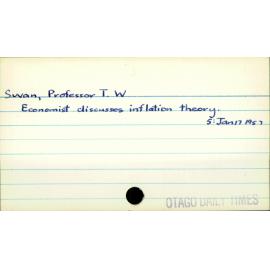 Swan, Professor T. W
Economist discusses inflation theory.
5: Jan 17 1957
OTAGO DAILY TIMES